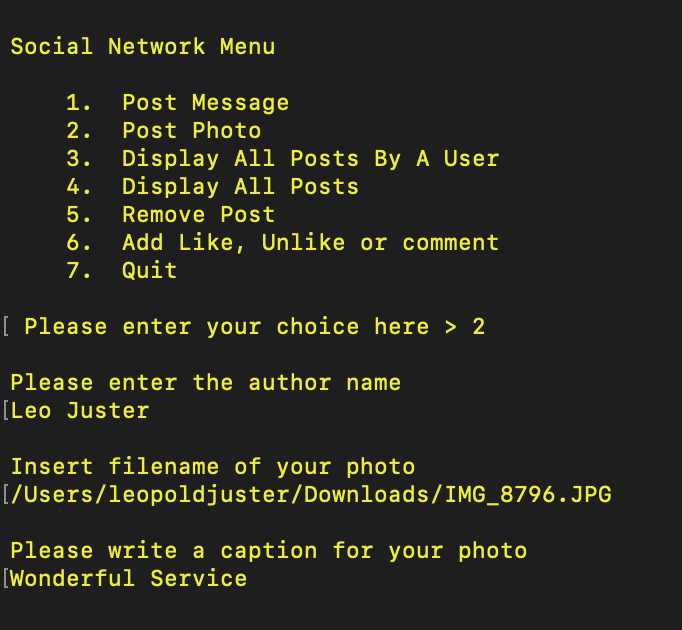 Social Network Menu
1. Post Message
2. Post Photo
3. Display All Posts By A User
4. Display All Posts
5. Remove Post
6. Add Like, Unlike or comment
7. Quit
[ Please enter your choice here > 2
Please enter the author name
[Leo Juster
Insert filename of your photo
[/Users/leopoldjuster/Downloads/IMG_8796.JPG
Please write a caption for your photo
[Wonderful Service